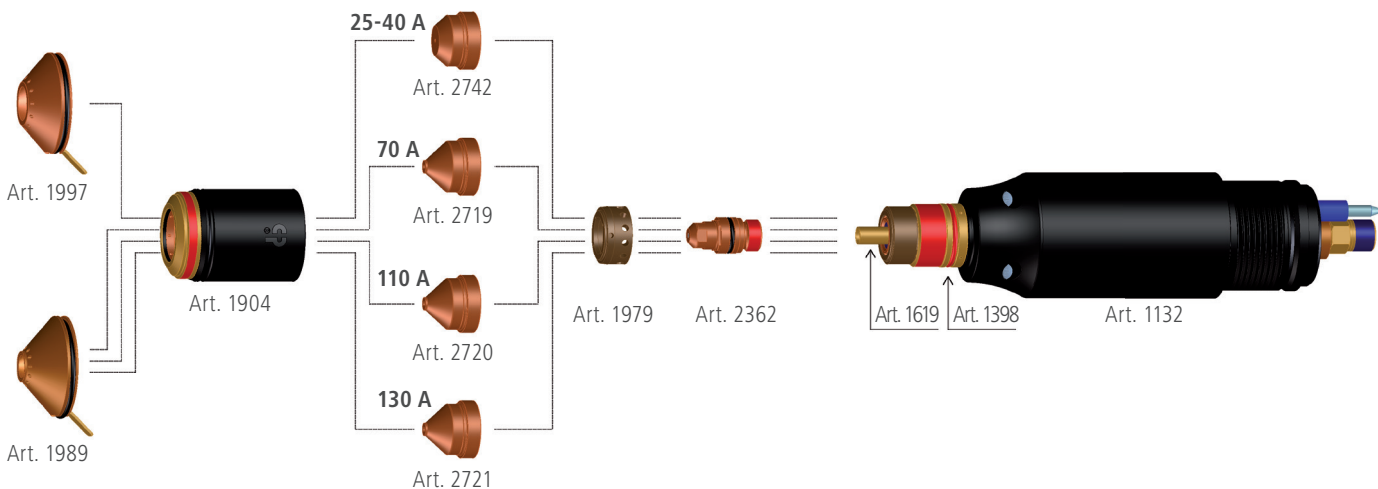 25-40 A
Art. 2742
Art. 1997
70 A
Art. 2719
Art. 1904
110 A
Art. 2720
Art. 1979
Art. 2362
Art. 1619
Art. 1398
Art. 1132
130 A
Art. 2721
Art. 1989